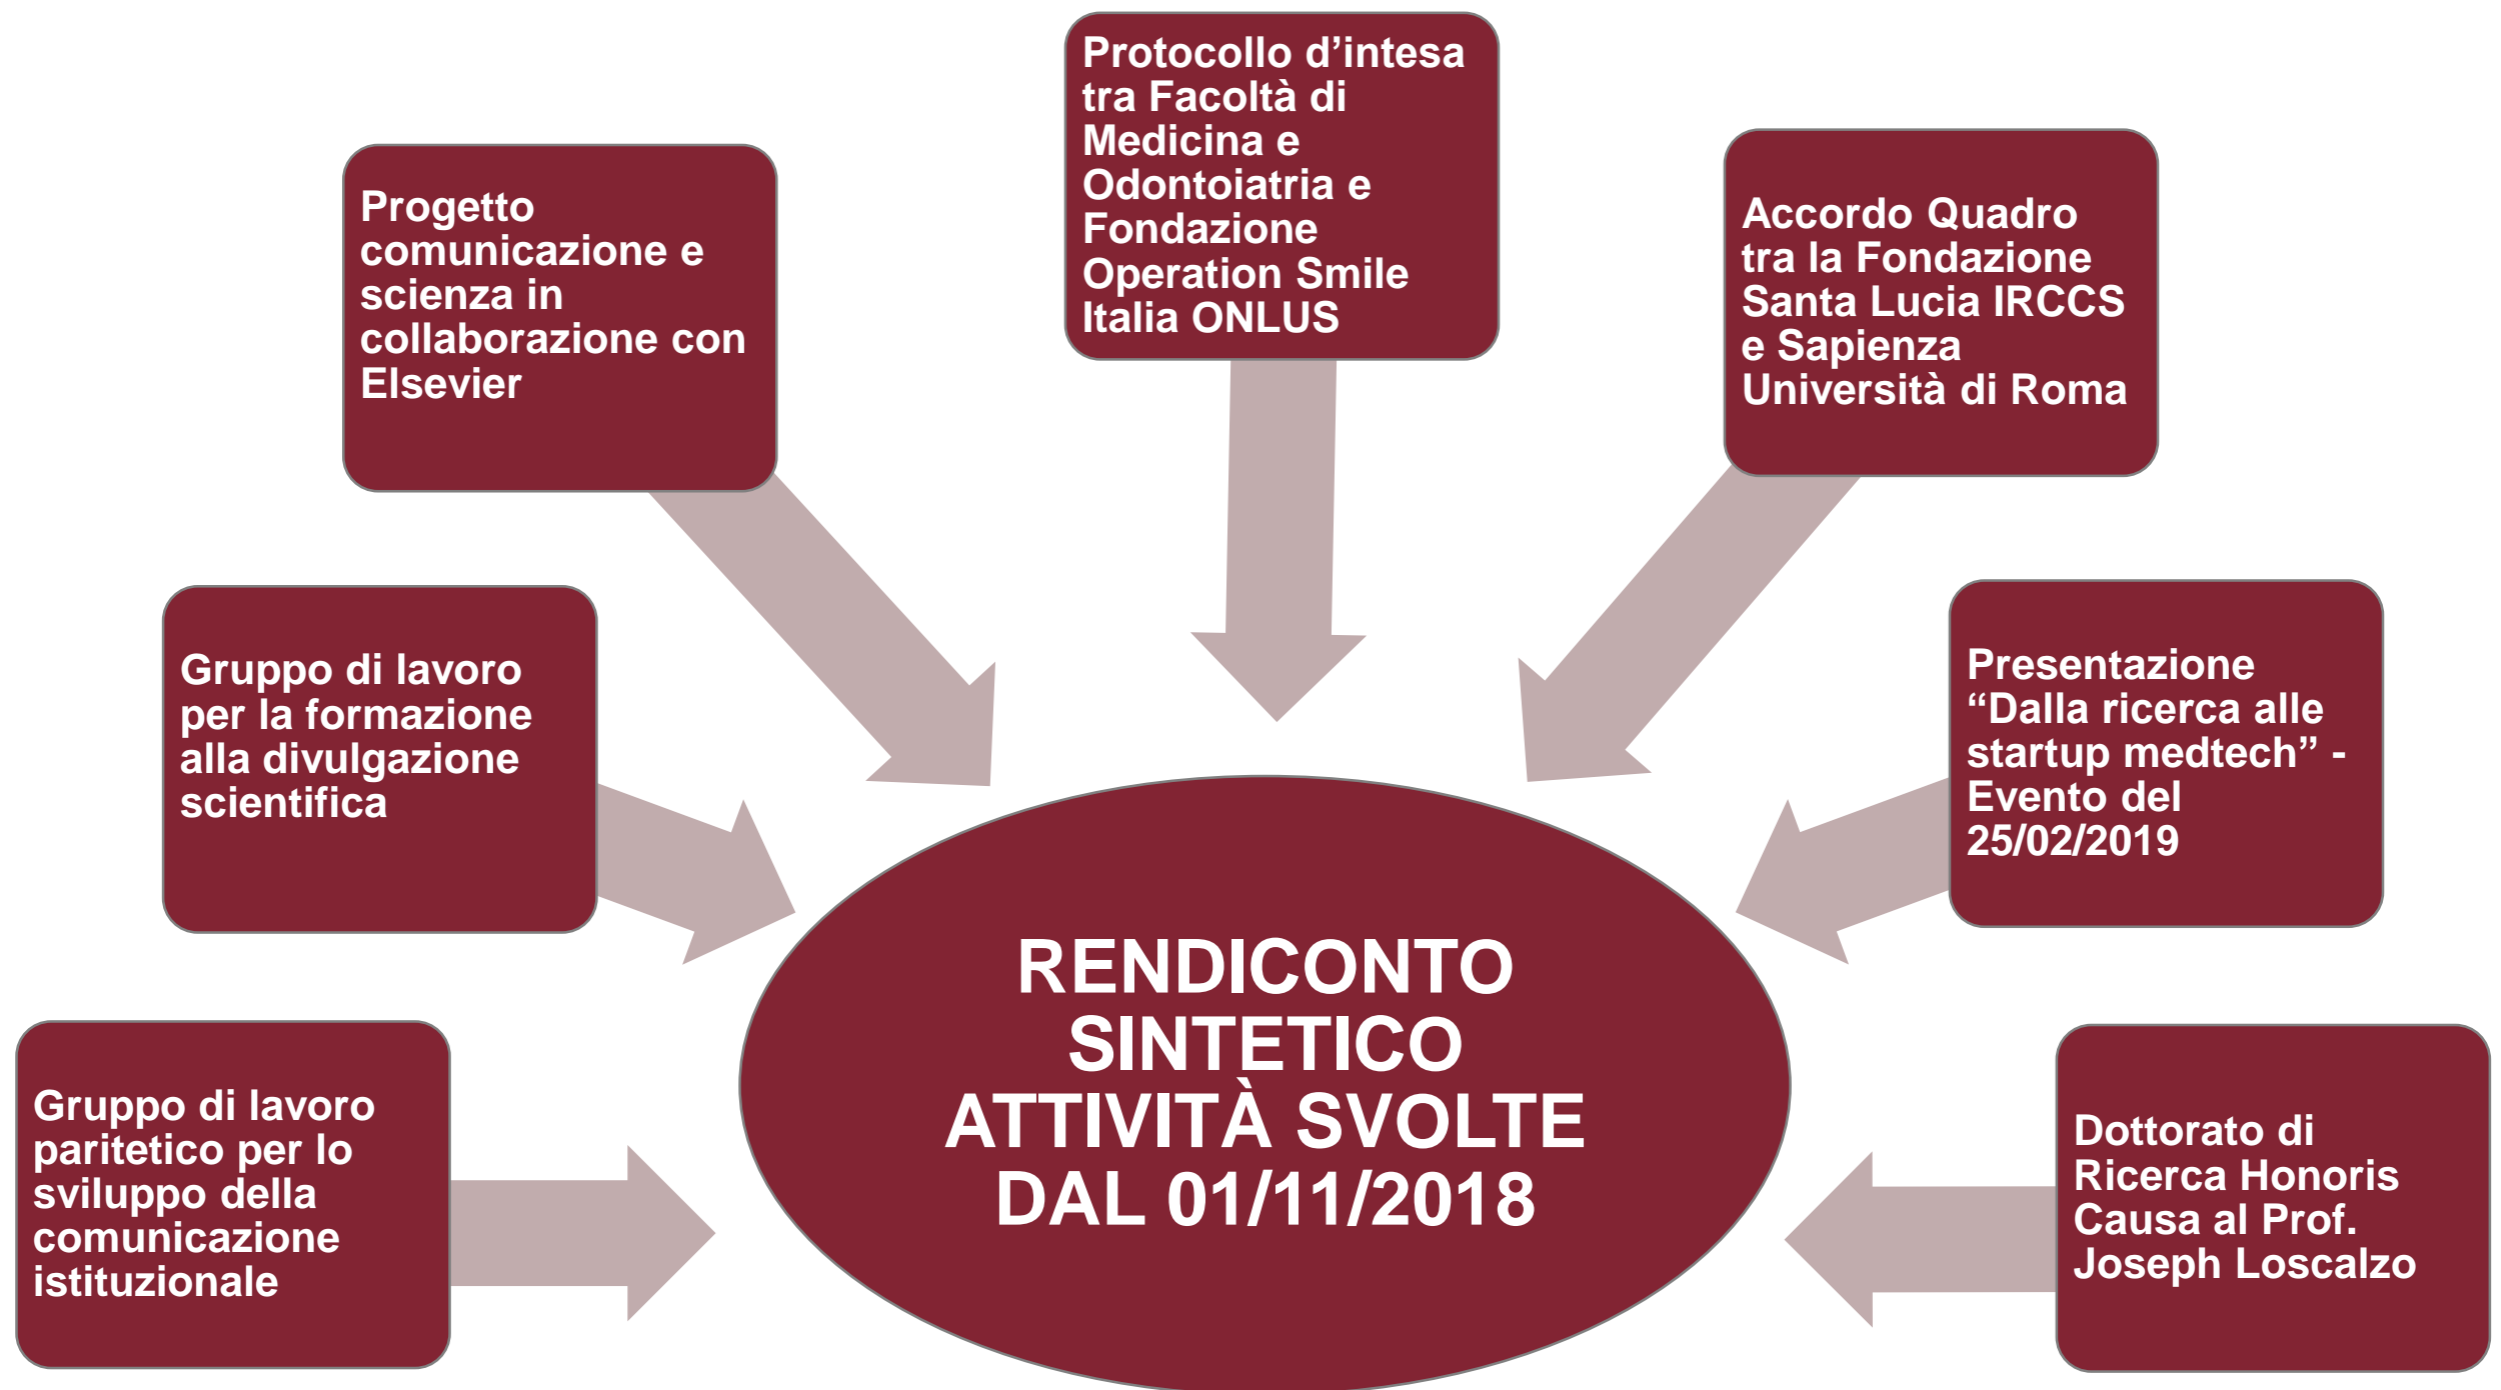 Protocollo d’intesa
tra Facoltà di
Medicina e
Odontoiatria e
Fondazione
Operation Smile
Italia ONLUS
Progetto
comunicazione e
scienza in
collaborazione con
Elsevier
Accordo Quadro
tra la Fondazione
Santa Lucia IRCCS
e Sapienza
Università di Roma
Gruppo di lavoro
per la formazione
alla divulgazione
scientifica
Presentazione
“Dalla ricerca alle
startup medtech” -
Evento del
25/02/2019
RENDICONTO
SINTETICO
ATTIVITÀ SVOLTE
DAL 01/11/2018
Gruppo di lavoro
paritetico per lo
sviluppo della
comunicazione
istituzionale
Dottorato di
Ricerca Honoris
Causa al Prof.
Joseph Loscalzo